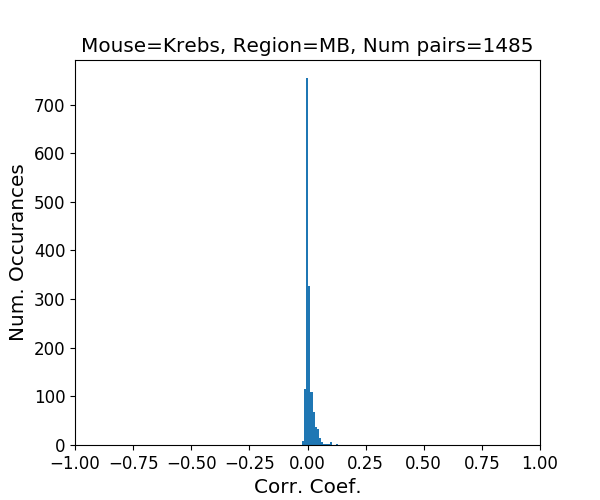 Mouse=Krebs, Region=MB, Num pairs=1485
700
600
500
400
300
200
100
0
Num. Occurances
−1.00 −0.75 −0.50 −0.25 0.00 0.25 0.50 0.75 1.00
Corr. Coef.